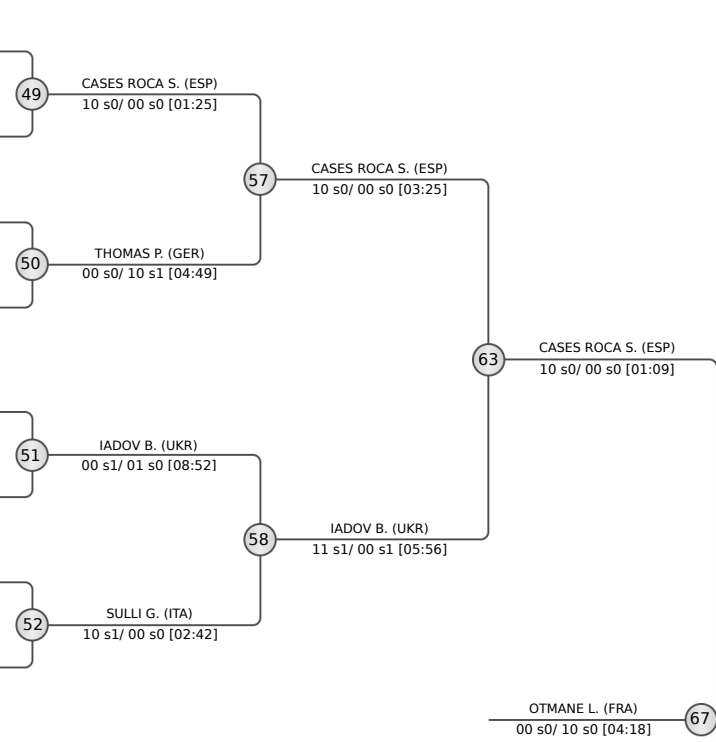 49
CASES ROCA S. (ESP)
10 s0/ 00 s0 [01:25]
57
CASES ROCA S. (ESP)
10 s0/ 00 s0 [03:25]
50
THOMAS P. (GER)
00 s0/ 10 s1 [04:49]
63
CASES ROCA S. (ESP)
10 s0/ 00 s0 [01:09]
51
IADOV B. (UKR)
00 s1/ 01 s0 [08:52]
58
IADOV B. (UKR)
11 s1/ 00 s1 [05:56]
52
SULLI G. (ITA)
10 s1/ 00 s0 [02:42]
OTMANE L. (FRA)
00 s0/ 10 s0 [04:18]
67